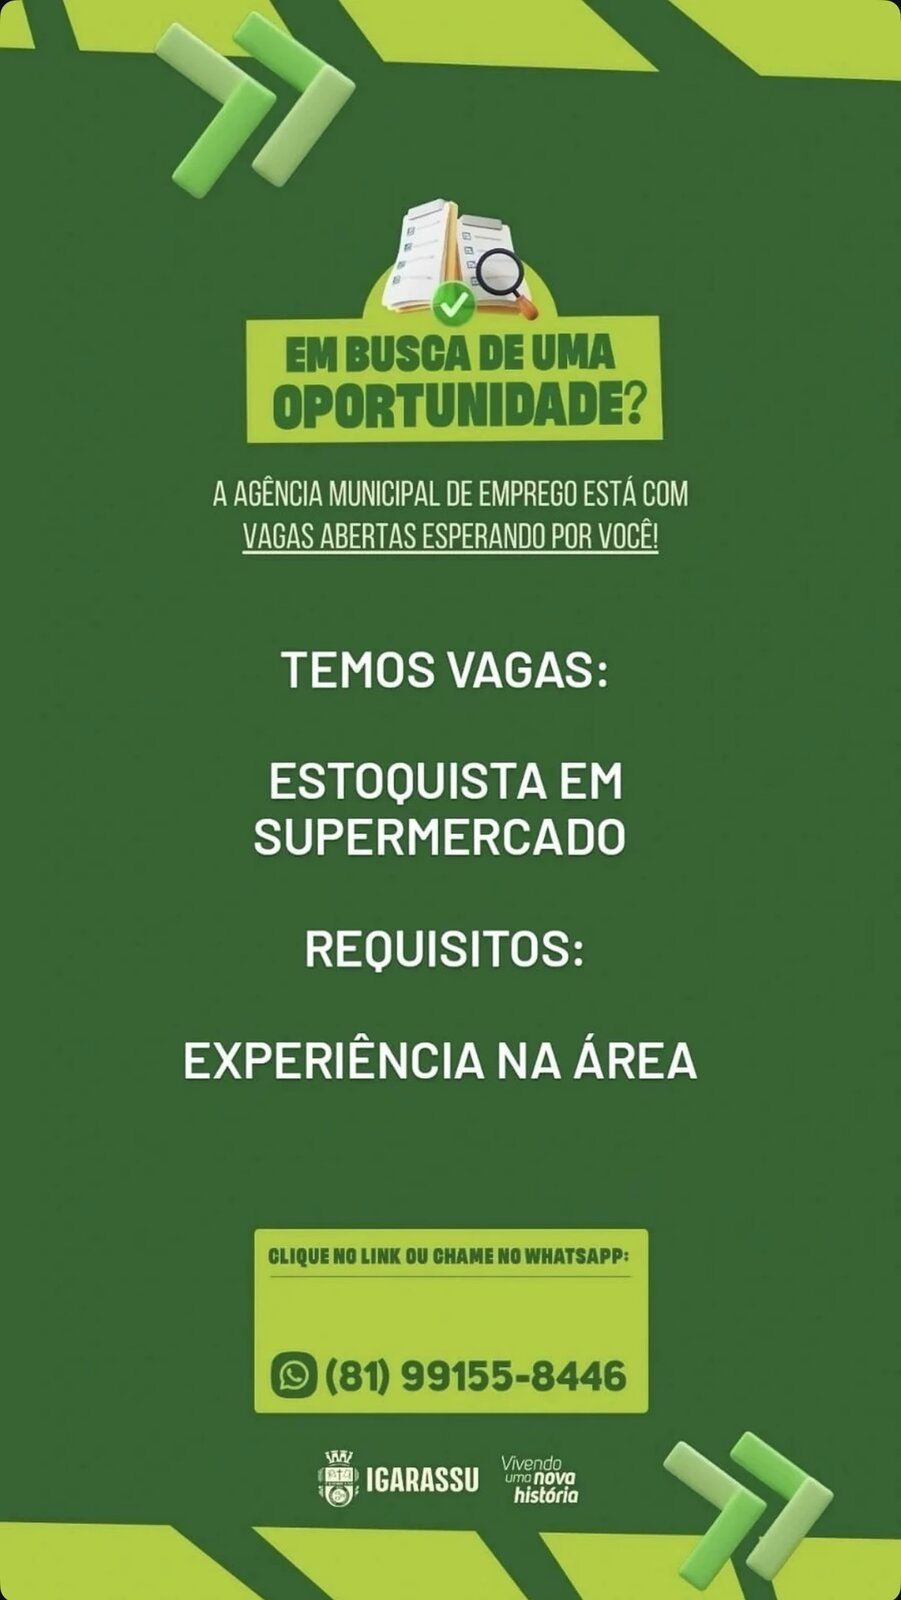 EM BUSCA DE UMA
OPORTUNIDADE?
A AGÊNCIA MUNICIPAL DE EMPREGO ESTÁ COM
VAGAS ABERTAS ESPERANDO POR VOCÊ!
TEMOS VAGAS:
ESTOQUISTA EM
SUPERMERCADO
REQUISITOS:
EXPERIÊNCIA NA ÁREA
CLIQUE NO LINK OU CHAME NO WHATSAPP:
(81) 99155-8446
IGARASSU
Vivendo
uma nova
história